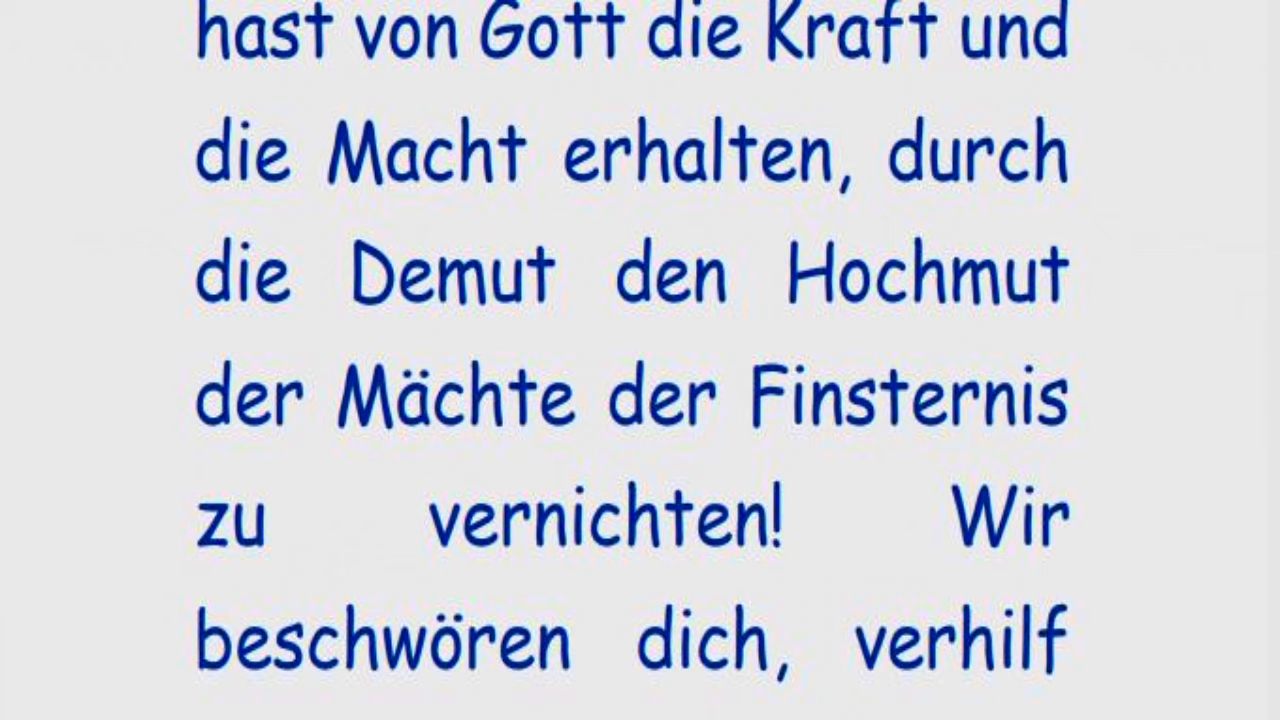 hast von Gott die Kraft und
die Macht erhalten, durch
die Demut den Hochmut
der Mächte der Finsternis
zu vernichten! Wir
beschwören dich, verhilf